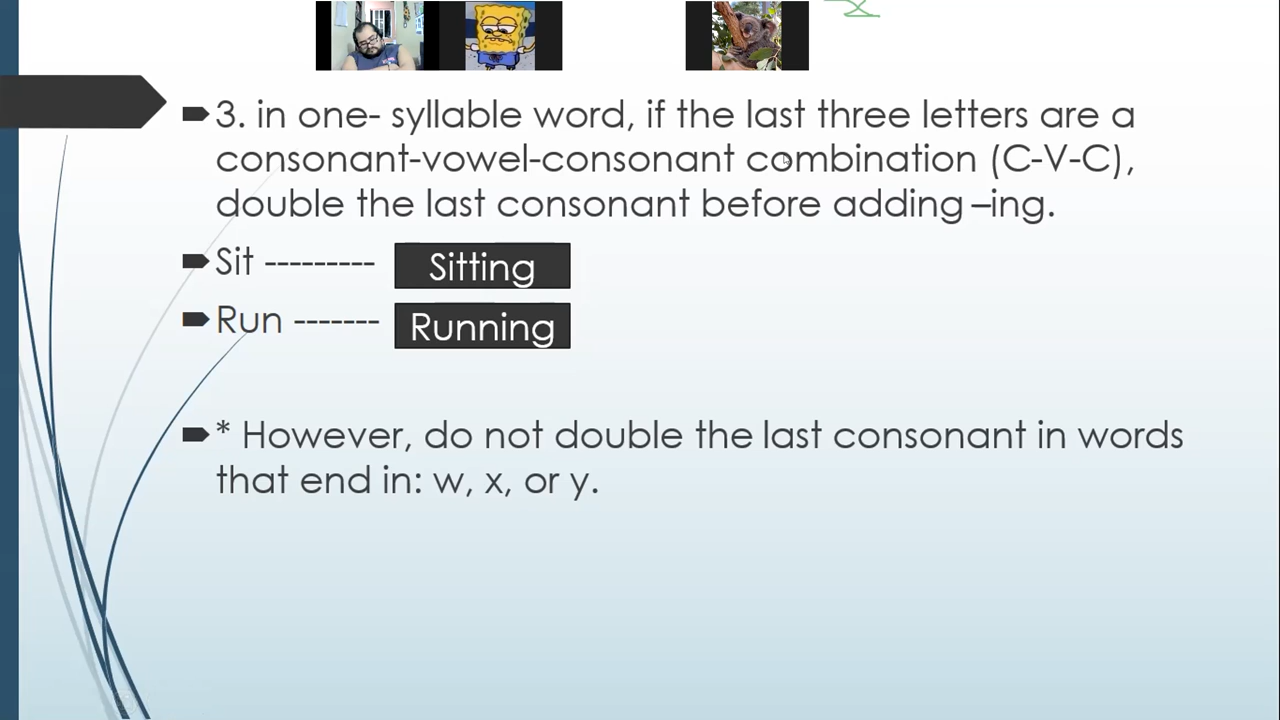 3. in one- syllable word, if the last three letters are a
consonant-vowel-consonant combination (C-V-C),
double the last consonant before adding –ing.
Sit --------- Sitting
Run ------- Running
* However, do not double the last consonant in words
that end in: w, x, or y.